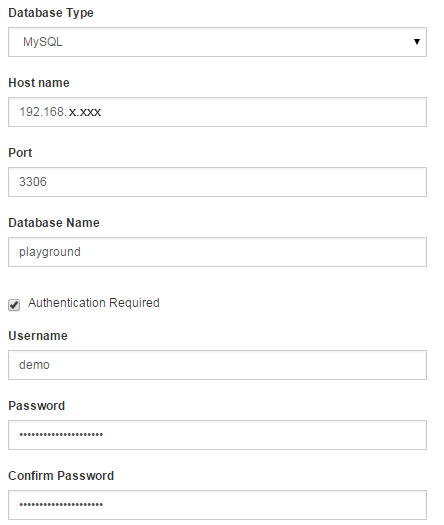 Database Type
MySQL
Host name
192.168.x.xxx
Port
3306
Database Name
playground
Authentication Required
Username
demo
Password
•••••••••••••••••••••
Confirm Password
•••••••••••••••••••••